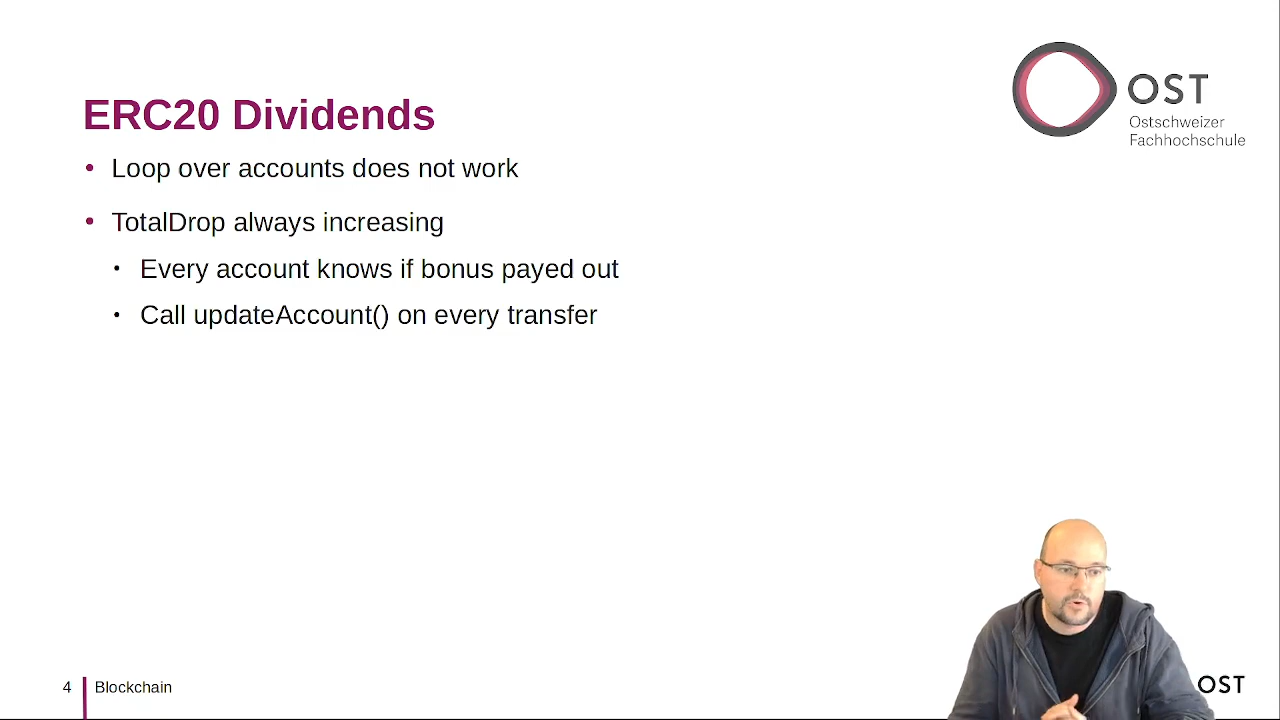 OST
Ostschweizer
Fachhochschule
ERC20 Dividends
• Loop over accounts does not work
• TotalDrop always increasing
• Every account knows if bonus payed out
• Call updateAccount() on every transfer
4 Blockchain
OST